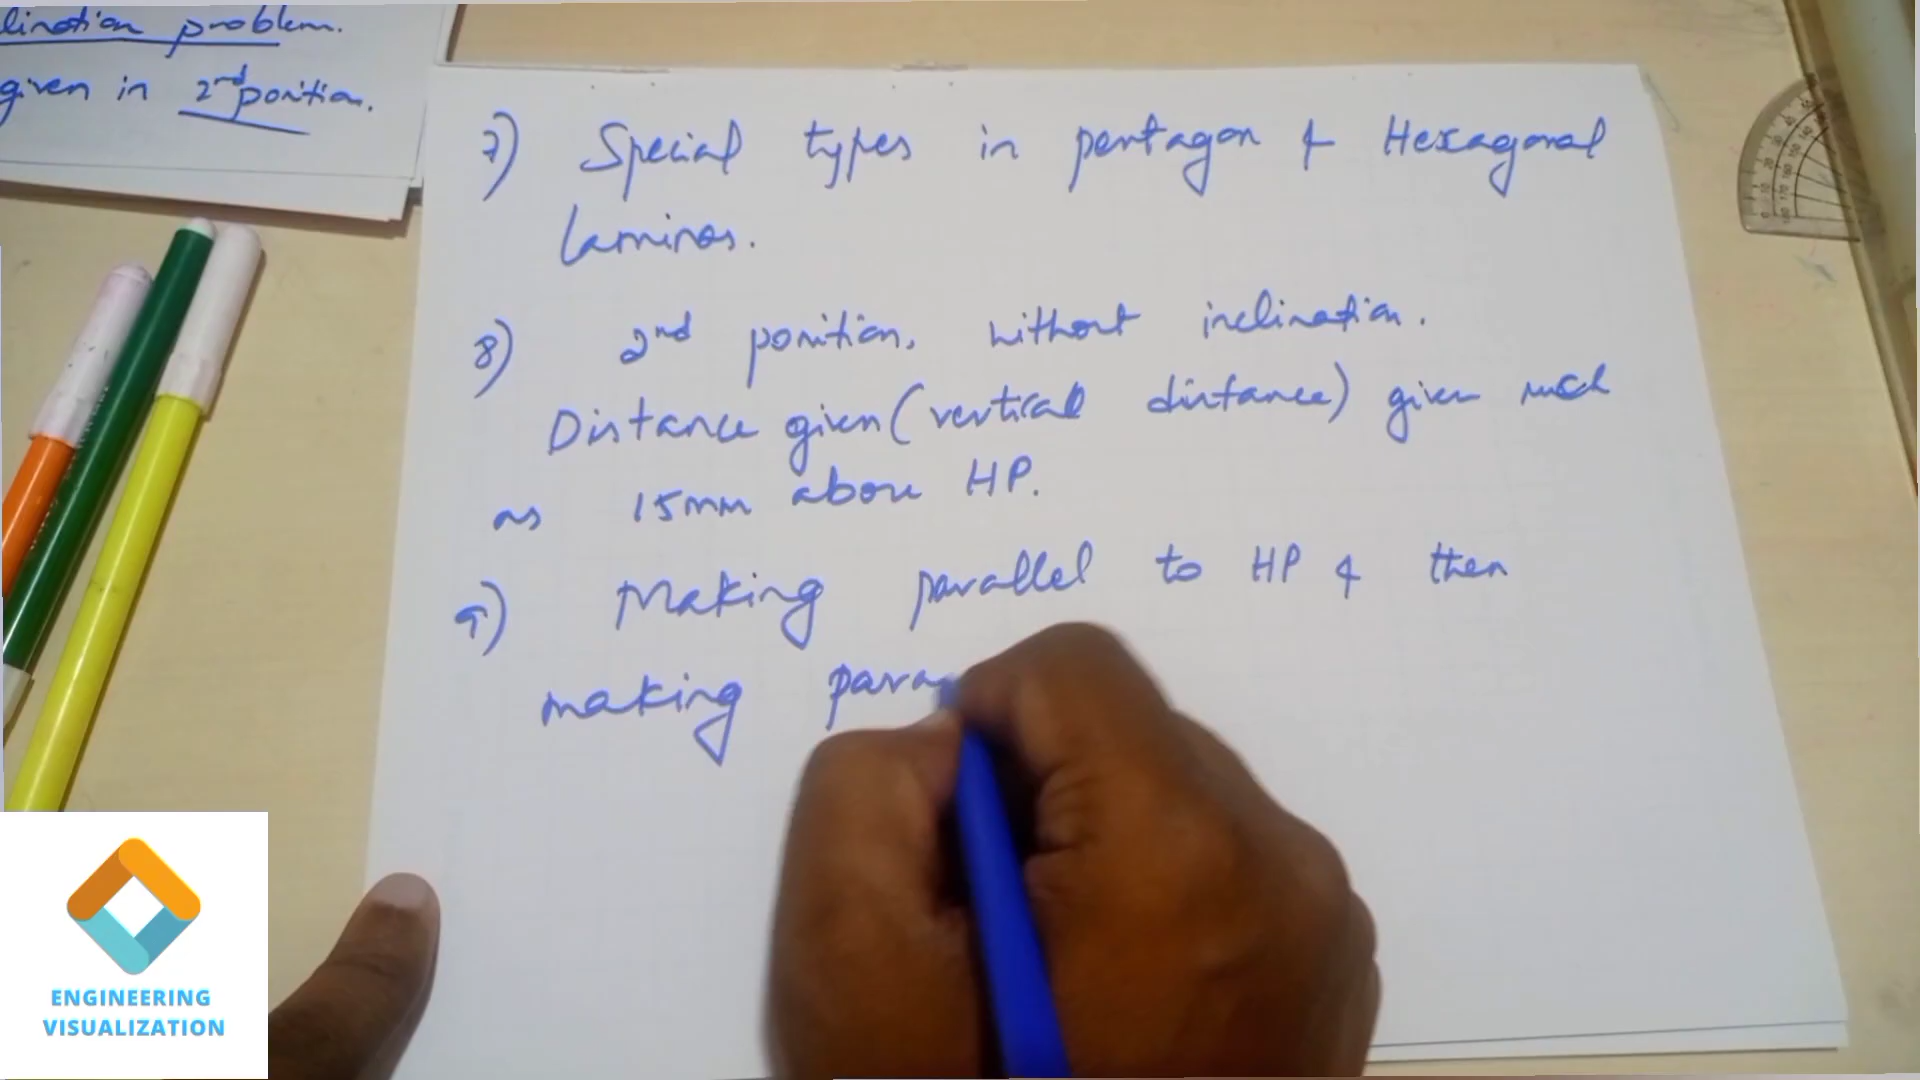 lination problem.
given in 2nd position.
7) Special types in pentagon & Hexagonal
Laminas.
8) 2nd position, without inclination.
Distance given (vertical distance) given such
as 15mm above HP.
9) Making parallel to HP & then
making para
ENGINEERING
VISUALIZATION